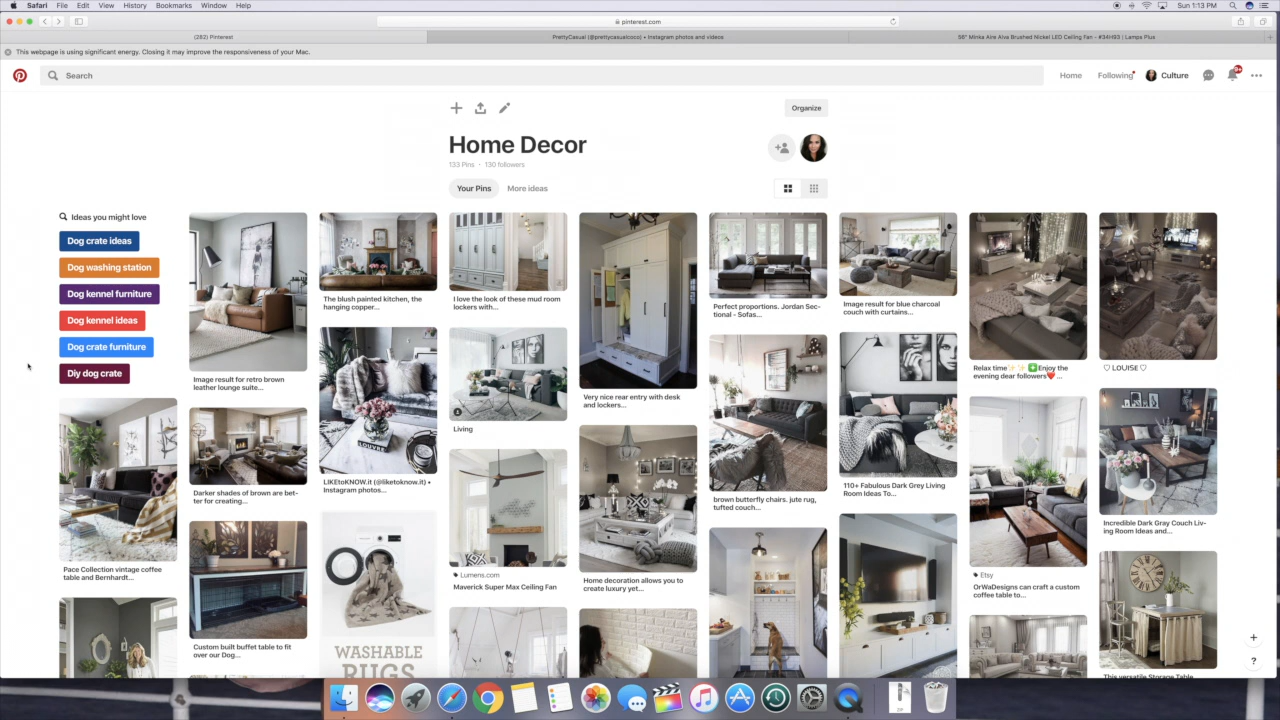 Safari File Edit View History Bookmarks Window Help
Sun 1:13 PM
pinterest.com
(282) Pinterest
PrettyCasual (@prettycasualcoco) • Instagram photos and videos
56" Minka Aire Alva Brushed Nickel LED Ceiling Fan - #34H93 | Lamps Plus
This webpage is using significant energy. Closing it may improve the responsiveness of your Mac.
Search
Home
Following
Culture
9+
Organize
Home Decor
133 Pins • 130 followers
Your Pins
More ideas
Ideas you might love
Dog crate ideas
Dog washing station
Dog kennel furniture
Dog kennel ideas
Dog crate furniture
Diy dog crate
Pace Collection vintage coffee
table and Bernhardt...
Image result for retro brown
leather lounge suite...
Darker shades of brown are bet-
ter for creating...
Custom built buffet table to fit
over our Dog...
The blush painted kitchen, the
hanging copper...
LOUVRE
LIKEtoKNOW.it (@liketoknow.it) •
Instagram photos...
WASHABLE
RUGS
I love the look of these mud room
lockers with...
Living
Lumens.com
Maverick Super Max Ceiling Fan
Very nice rear entry with desk
and lockers...
Home decoration allows you to
create luxury yet...
Perfect proportions. Jordan Sec-
tional - Sofas...
brown butterfly chairs. jute rug,
tufted couch...
Image result for blue charcoal
couch with curtains...
110+ Fabulous Dark Grey Living
Room Ideas To...
Relax time✨✨➕Enjoy the
evening dear followers❤️ ...
Etsy
OrWaDesigns can craft a custom
coffee table to...
♡ LOUISE ♡
Incredible Dark Gray Couch Liv-
ing Room Ideas and...
This versatile Storage Table
?